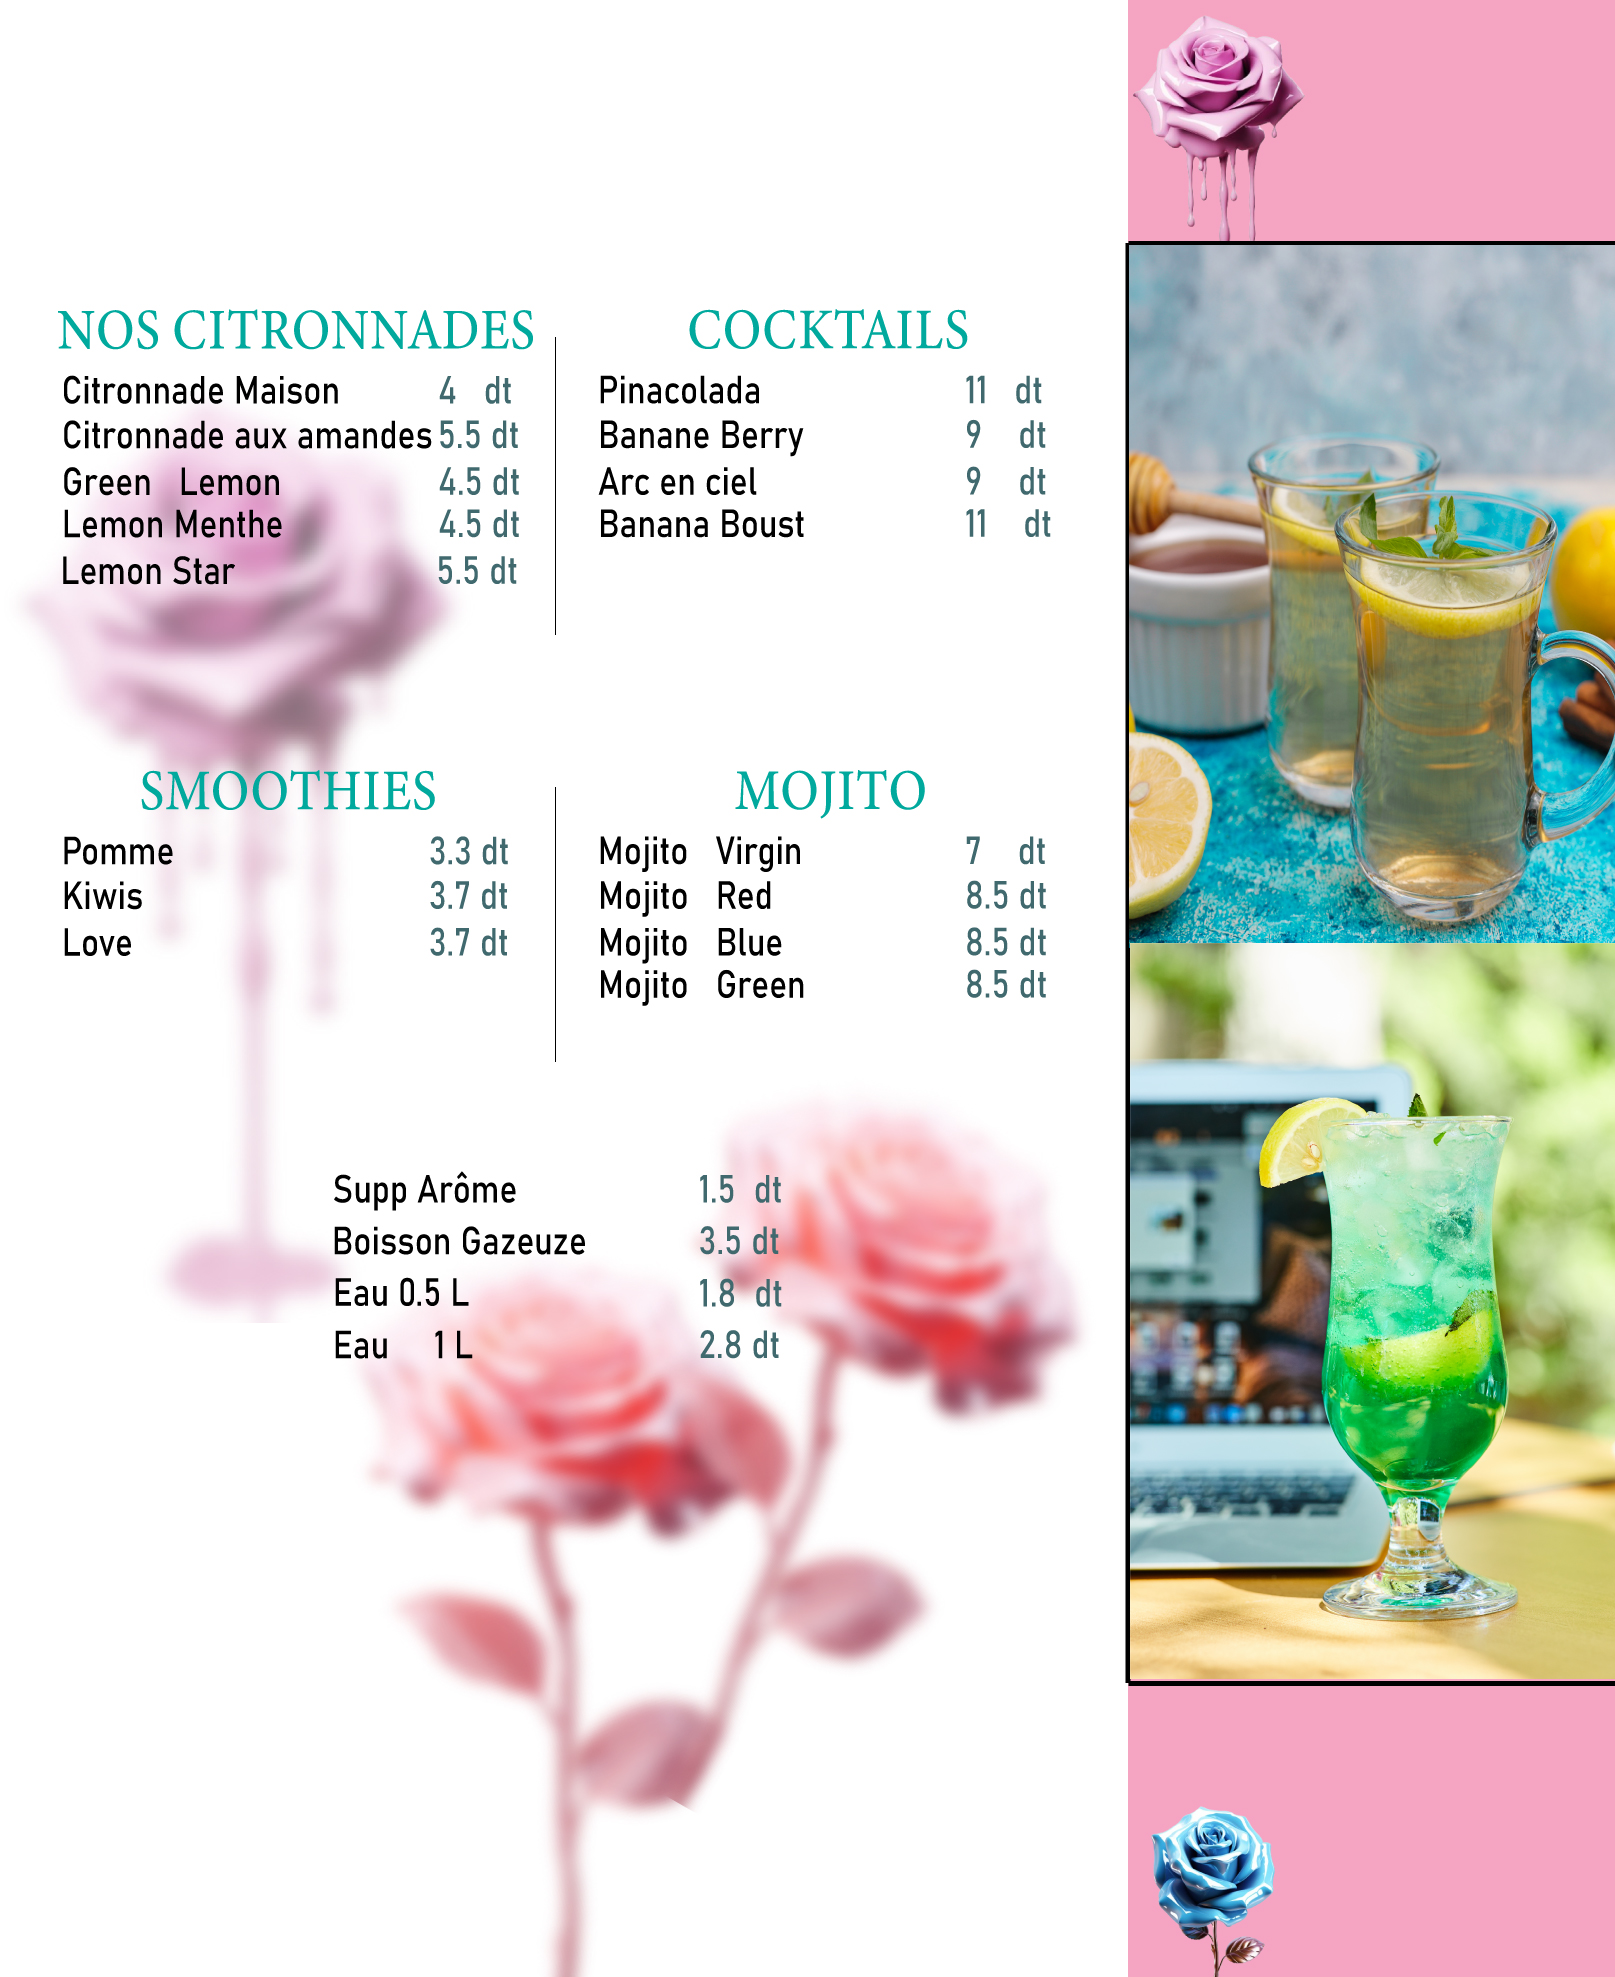 NOS CITRONNADES
Citronnade Maison 4 dt
Citronnade aux amandes 5.5 dt
Green Lemon 4.5 dt
Lemon Menthe 4.5 dt
Lemon Star 5.5 dt
COCKTAILS
Pinacolada 11 dt
Banane Berry 9 dt
Arc en ciel 9 dt
Banana Boust 11 dt
SMOOTHIES
Pomme 3.3 dt
Kiwis 3.7 dt
Love 3.7 dt
MOJITO
Mojito Virgin 7 dt
Mojito Red 8.5 dt
Mojito Blue 8.5 dt
Mojito Green 8.5 dt
Supp Arôme 1.5 dt
Boisson Gazeuze 3.5 dt
Eau 0.5 L 1.8 dt
Eau 1 L 2.8 dt